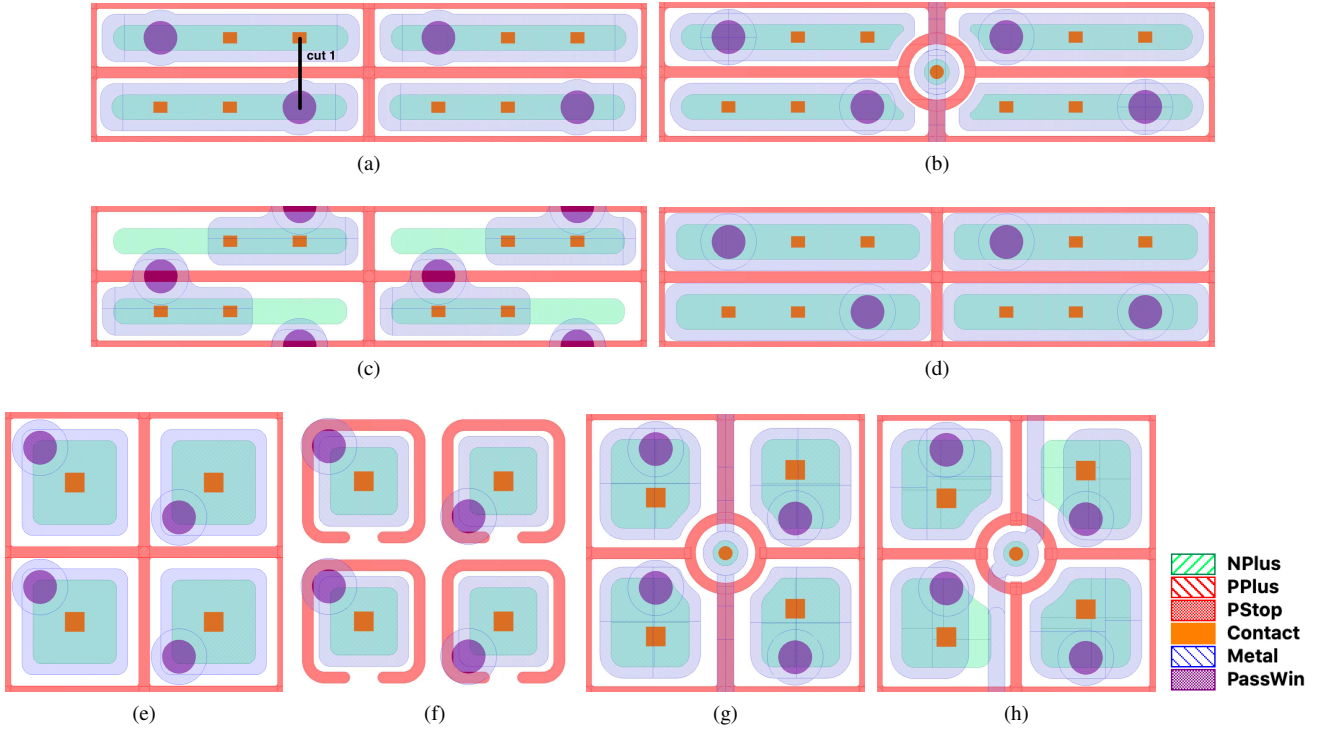 cut 1
(a)
(b)
(c)
(d)
(e)
(f)
(g)
(h)
NPlus
PPlus
PStop
Contact
Metal
PassWin